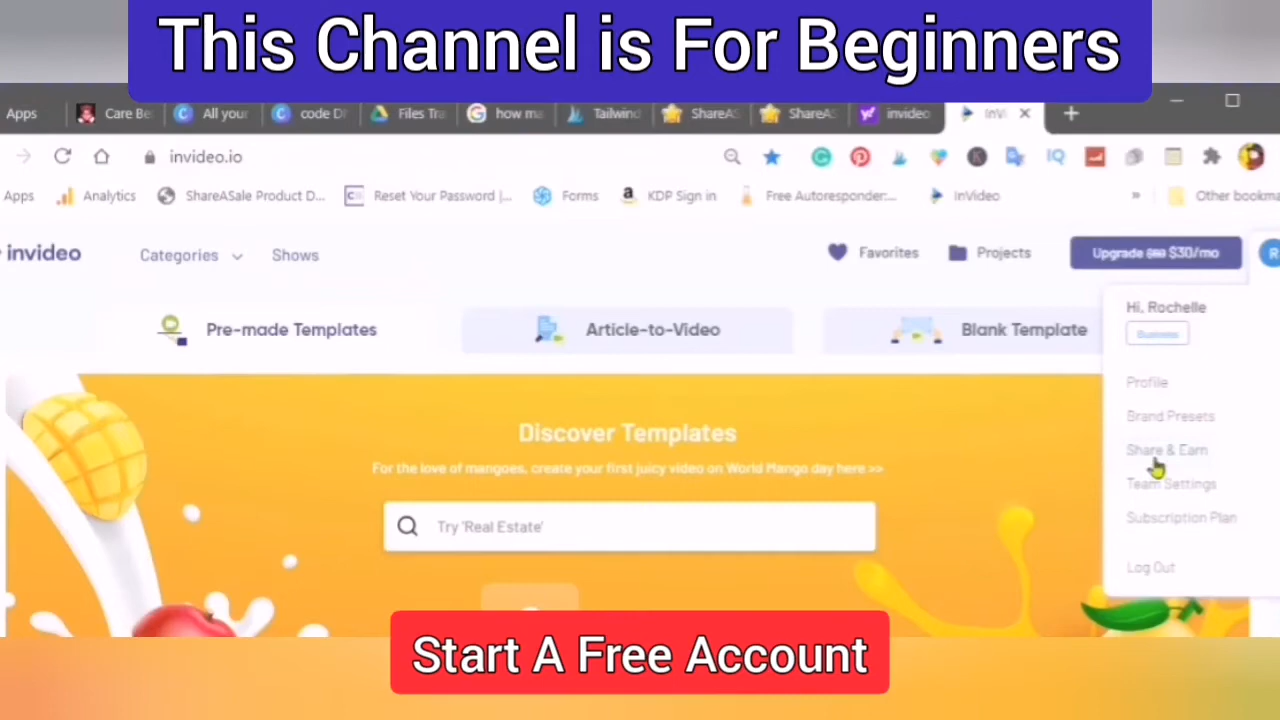 This Channel is For Beginners
Apps
Care Be
All your
code D
Files Tra
how ma
Tailwind
ShareAS
ShareAS
invideo
InVi
invideo.io
Apps
Analytics
ShareASale Product D...
Reset Your Password |...
Forms
KDP Sign in
Free Autoresponder:...
InVideo
»
Other bookma
invideo
Categories
Shows
Favorites
Projects
Upgrade $30/mo
R
Hi, Rochelle
Business
Pre-made Templates
Article-to-Video
Blank Template
Profile
Brand Presets
Share & Earn
Team Settings
Subscription Plan
Log Out
Discover Templates
For the love of mangoes, create your first juicy video on World Mango day here >>
Try 'Real Estate'
Start A Free Account